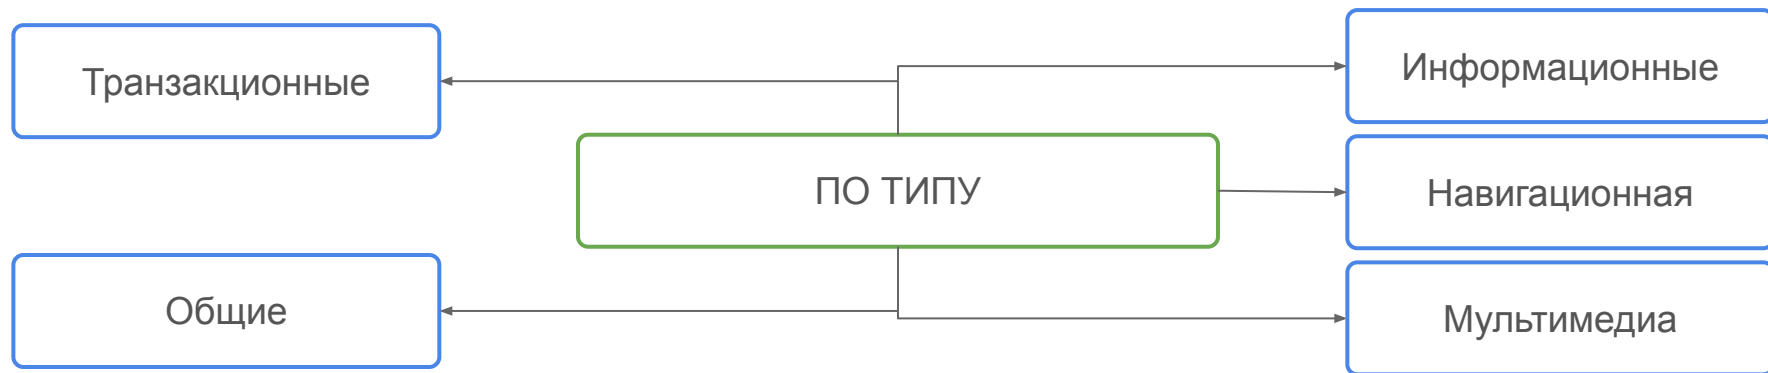 Транзакционные
Информационные
ПО ТИПУ
Навигационная
Общие
Мультимедиа